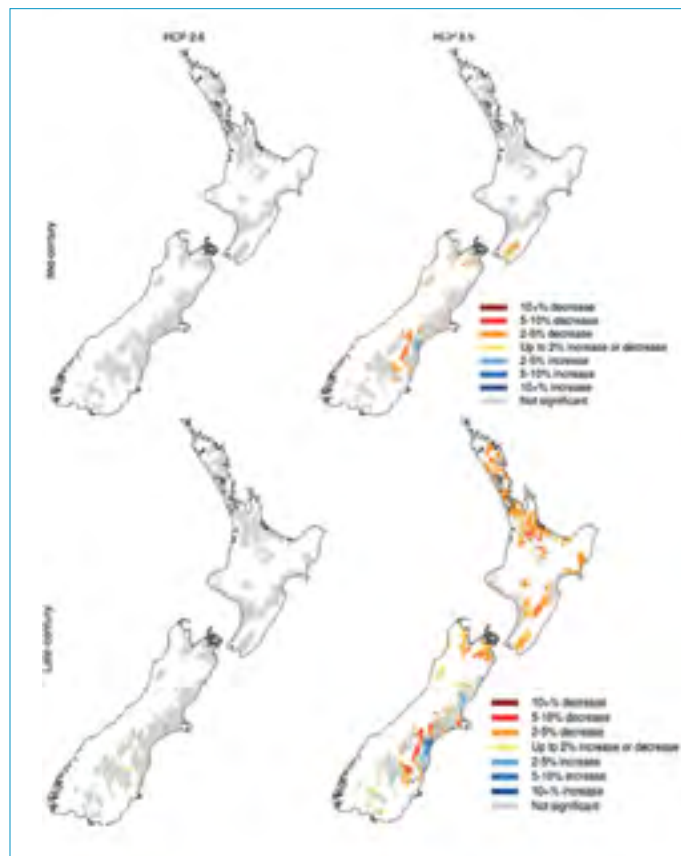 RCP 2.6
RCP 8.5
Mid-century
10+% decrease
5-10% decrease
2-5% decrease
Up to 2% increase or decrease
2-5% increase
5-10% increase
10+% increase
Not significant
Late-century
10+% decrease
5-10% decrease
2-5% decrease
Up to 2% increase or decrease
2-5% increase
5-10% increase
10+% increase
Not significant